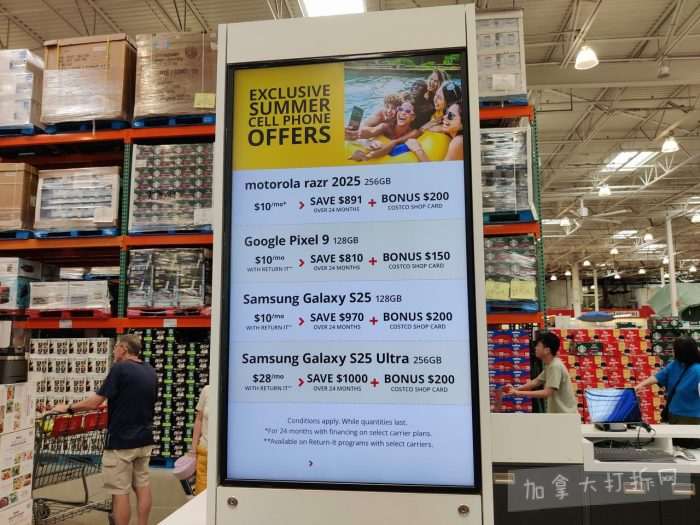 EXCLUSIVE
SUMMER
CELL PHONE
OFFERS
motorola razr 2025 256GB
$10/mo* > SAVE $891 + BONUS $200
OVER 24 MONTHS COSTCO SHOP CARD
Google Pixel 9 128GB
$10/mo > SAVE $810 + BONUS $150
WITH RETURN IT** OVER 24 MONTHS COSTCO SHOP CARD
Samsung Galaxy S25 128GB
$10/mo > SAVE $970 + BONUS $200
WITH RETURN IT** OVER 24 MONTHS COSTCO SHOP CARD
Samsung Galaxy S25 Ultra 256GB
$28/mo > SAVE $1000 + BONUS $200
WITH RETURN IT** OVER 24 MONTHS COSTCO SHOP CARD
Conditions apply. While quantities last.
*For 24 months with financing on select carrier plans.
**Available on Return-It programs with select carriers.
>
加拿大打折网